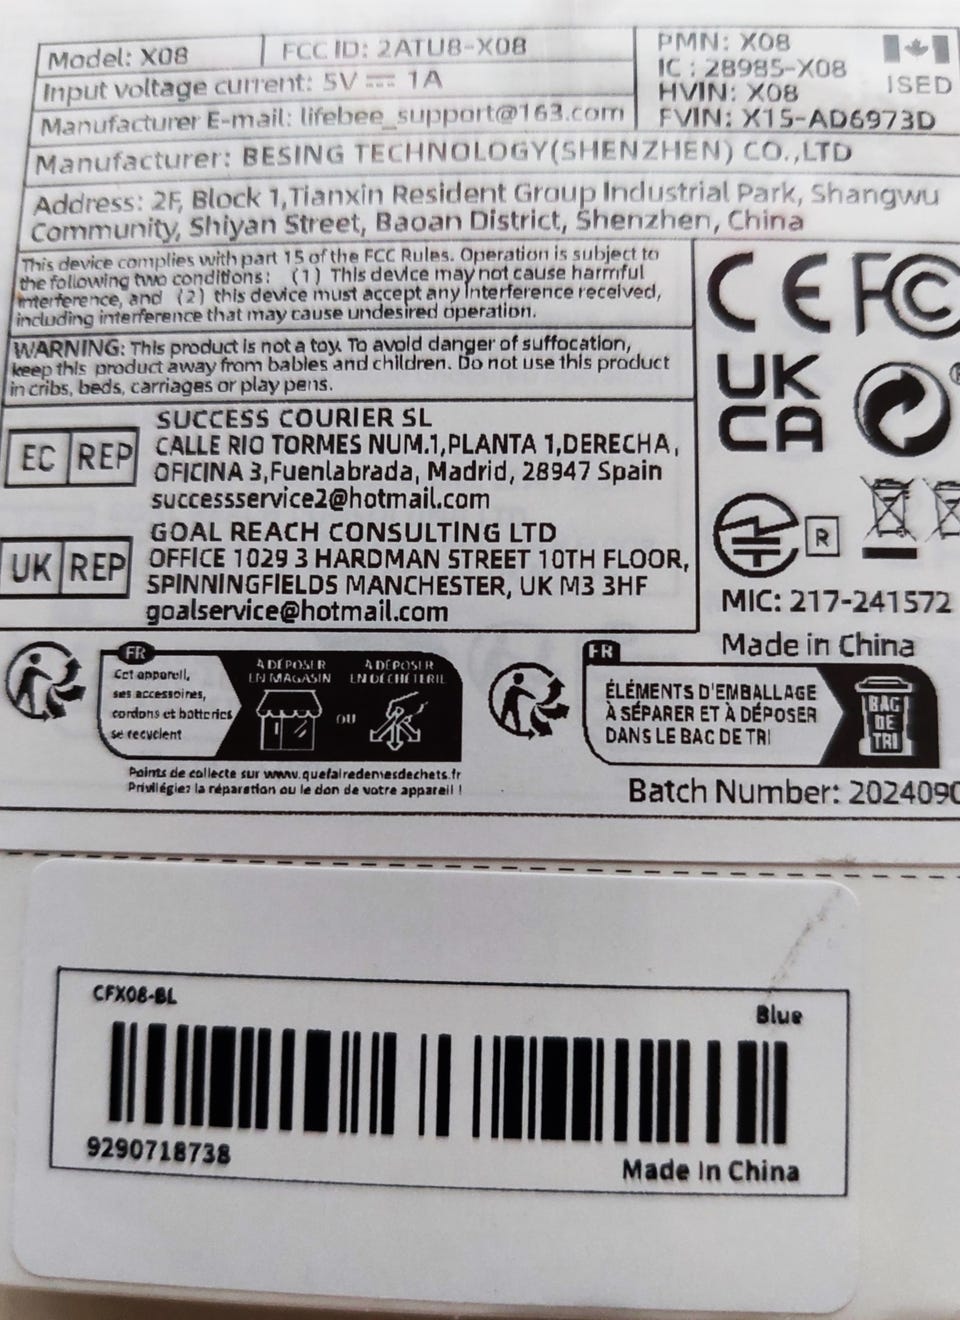 Model: X08
FCC ID: 2ATU8-X08
Input voltage current: 5V 1A
Manufacturer E-mail: lifebee_support@163.com
PMN: X08
IC : 28985-X08
HVIN: X08
FVIN: X15-AD6973D
ISED
Manufacturer: BESING TECHNOLOGY(SHENZHEN) CO.,LTD
Address: 2F, Block 1,Tianxin Resident Group Industrial Park, Shangwu
Community, Shiyan Street, Baoan District, Shenzhen, China
This device complies with part 15 of the FCC Rules. Operation is subject to
the following two conditions: (1) This device may not cause harmful
interference, and (2) this device must accept any interference received,
including interference that may cause undesired operation.
WARNING: This product is not a toy. To avoid danger of suffocation,
keep this product away from babies and children. Do not use this product
in cribs, beds, carriages or play pens.
CE FC
UK
CA
EC REP
SUCCESS COURIER SL
CALLE RIO TORMES NUM.1,PLANTA 1,DERECHA,
OFICINA 3,Fuenlabrada, Madrid, 28947 Spain
successservice2@hotmail.com
UK REP
GOAL REACH CONSULTING LTD
OFFICE 1029 3 HARDMAN STREET 10TH FLOOR,
SPINNINGFIELDS MANCHESTER, UK M3 3HF
goalservice@hotmail.com
R
MIC: 217-241572
Made in China
FR
Cet appareil,
ses accessoires,
cordons et batteries
se recyclent
À DÉPOSER
EN MAGASIN
OU
À DÉPOSER
EN DÉCHÈTERIE
Points de collecte sur www.quefairedemesdechets.fr
Privilégiez la réparation ou le don de votre appareil !
FR
ÉLÉMENTS D'EMBALLAGE
À SÉPARER ET À DÉPOSER
DANS LE BAC DE TRI
BAC
DE
TRI
Batch Number: 2024090
CFX08-BL
Blue
9290718738
Made In China